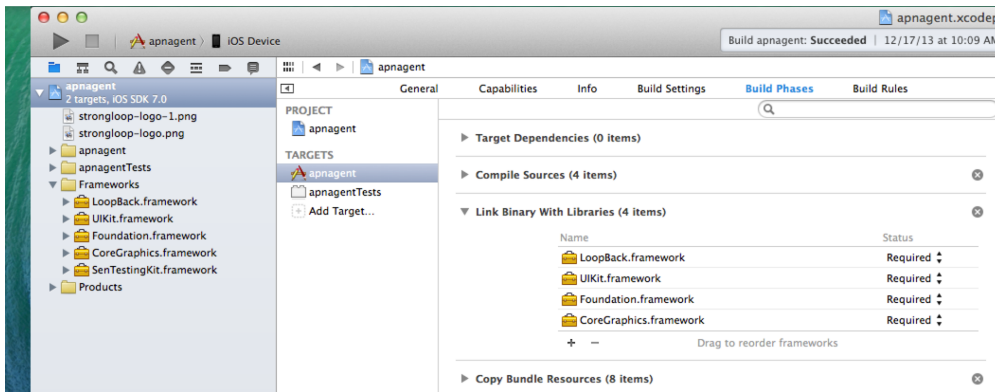 apnagent.xcodep
apnagent
iOS Device
Build apnagent: Succeeded | 12/17/13 at 10:09 AM
apnagent
apnagent
2 targets, iOS SDK 7.0
General
Capabilities
Info
Build Settings
Build Phases
Build Rules
strongloop-logo-1.png
strongloop-logo.png
apnagent
apnagentTests
Frameworks
LoopBack.framework
UIKit.framework
Foundation.framework
CoreGraphics.framework
SenTestingKit.framework
Products
PROJECT
apnagent
TARGETS
apnagent
apnagentTests
Add Target...
Target Dependencies (0 items)
Compile Sources (4 items)
Link Binary With Libraries (4 items)
Name Status
LoopBack.framework Required
UIKit.framework Required
Foundation.framework Required
CoreGraphics.framework Required
+ − Drag to reorder frameworks
Copy Bundle Resources (8 items)